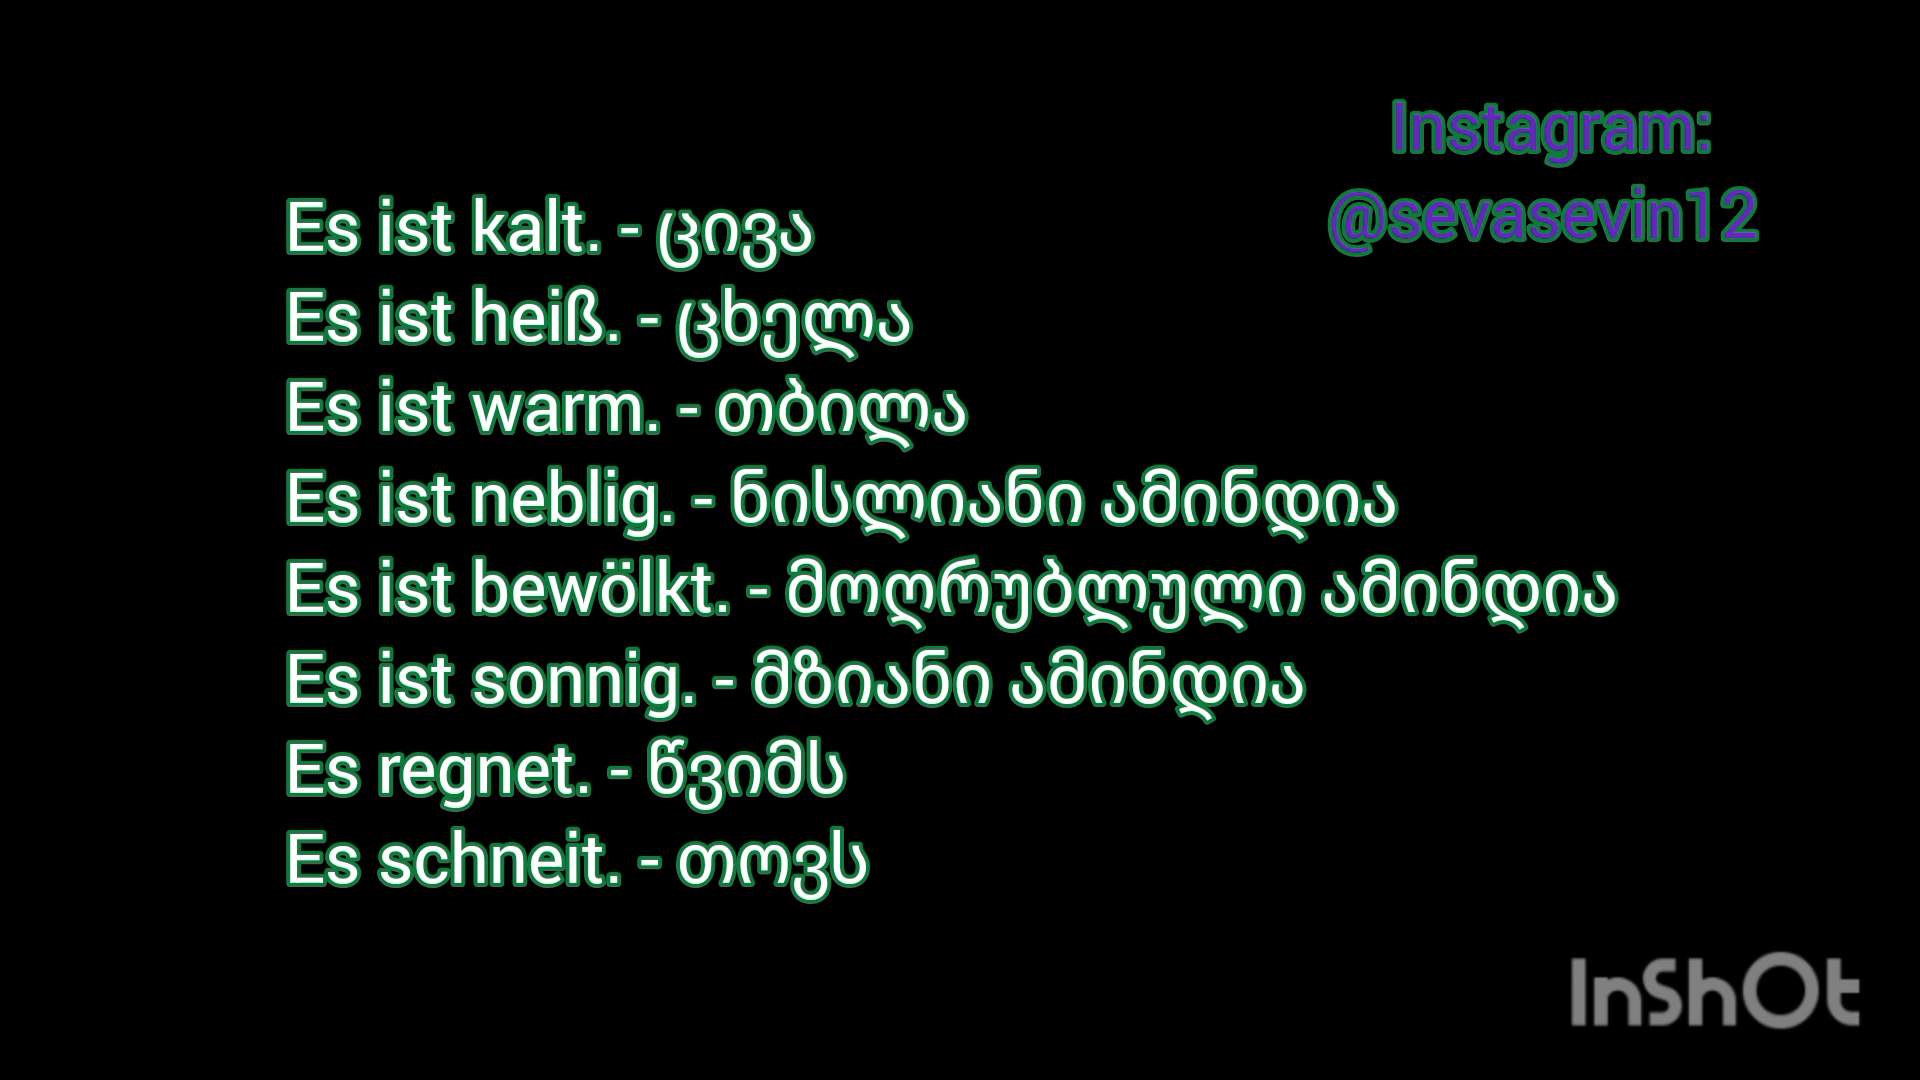 Instagram:
@sevasevin12
Es ist kalt. - ცივა
Es ist heiß. - ცხელა
Es ist warm. - თბილა
Es ist neblig. - ნისლიანი ამინდია
Es ist bewölkt. - მოღრუბლული ამინდია
Es ist sonnig. - მზიანი ამინდია
Es regnet. - წვიმს
Es schneit. - თოვს
InShOt